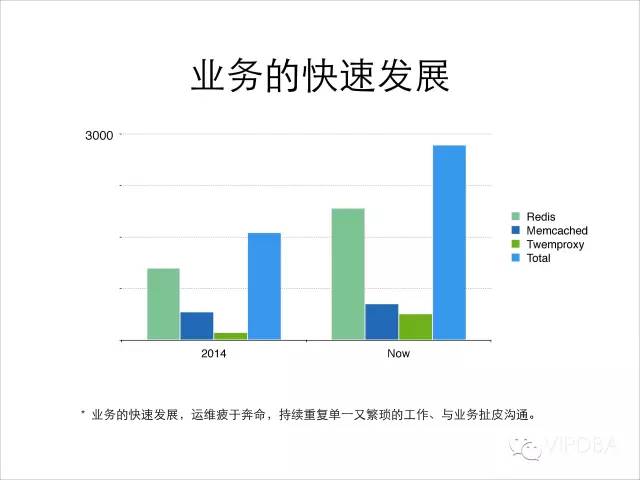 业务的快速发展
3000
Redis
Memcached
Twemproxy
Total
2014 Now
* 业务的快速发展，运维疲于奔命，持续重复单一又繁琐的工作、与业务扯皮沟通。
VIPDBA